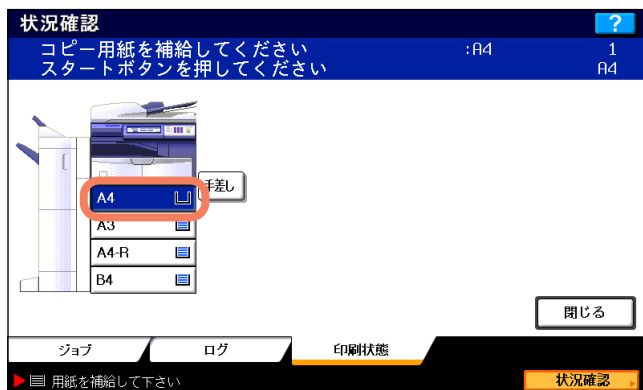 状況確認
?
コピー用紙を補給してください :A4 1
スタートボタンを押してください A4
手差し
A4
A3
A4-R
B4
閉じる
ジョブ ログ 印刷状態
用紙を補給して下さい 状況確認